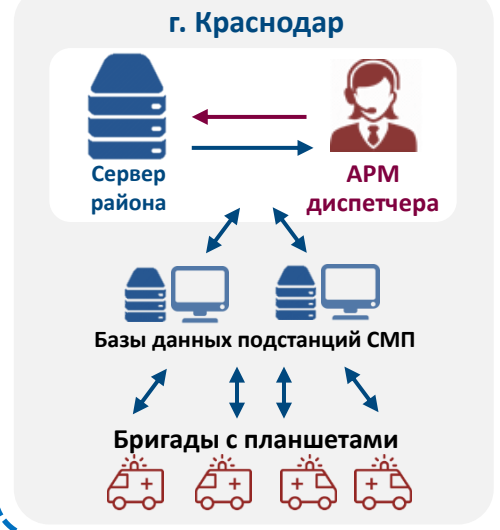 г. Краснодар
Сервер
района
АРМ
диспетчера
Базы данных подстанций СМП
Бригады с планшетами